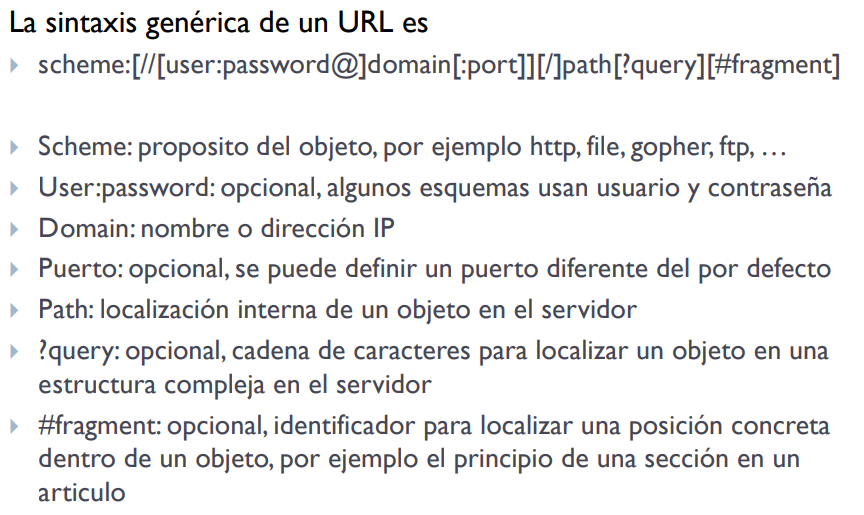 La sintaxis genérica de un URL es
scheme:[//[user:password@]domain[:port]][/]path[?query][#fragment]
Scheme: proposito del objeto, por ejemplo http, file, gopher, ftp, …
User:password: opcional, algunos esquemas usan usuario y contraseña
Domain: nombre o dirección IP
Puerto: opcional, se puede definir un puerto diferente del por defecto
Path: localización interna de un objeto en el servidor
?query: opcional, cadena de caracteres para localizar un objeto en una
estructura compleja en el servidor
#fragment: opcional, identificador para localizar una posición concreta
dentro de un objeto, por ejemplo el principio de una sección en un
articulo